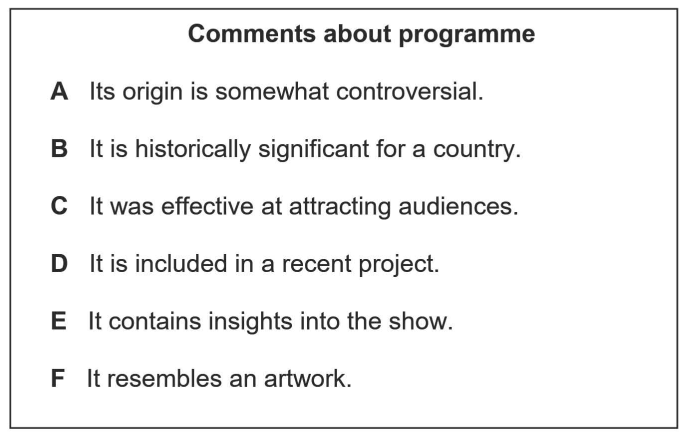 Comments about programme
A Its origin is somewhat controversial.
B It is historically significant for a country.
C It was effective at attracting audiences.
D It is included in a recent project.
E It contains insights into the show.
F It resembles an artwork.